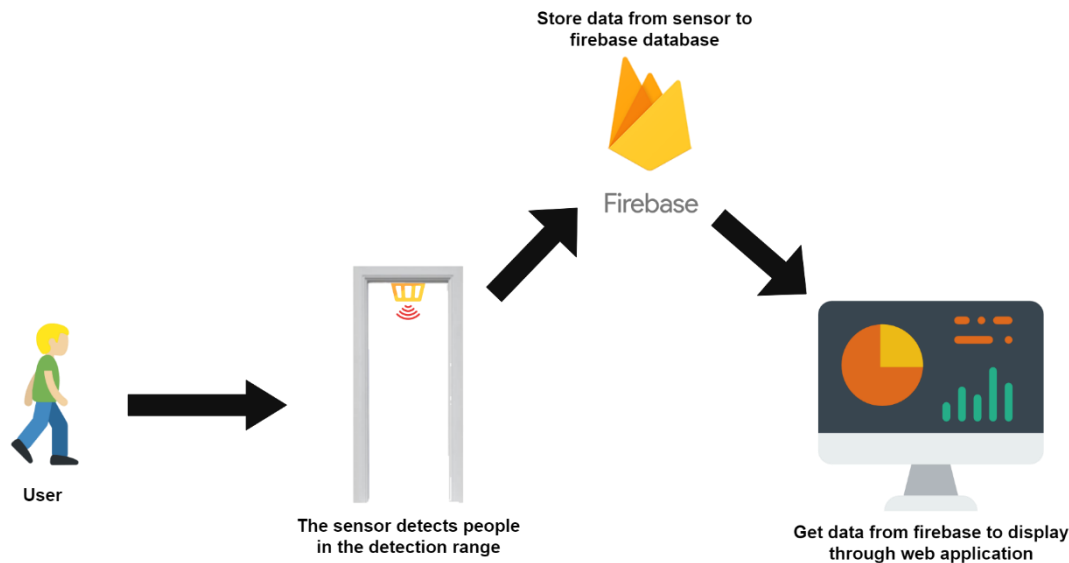 Store data from sensor to
firebase database
Firebase
User
The sensor detects people
in the detection range
Get data from firebase to display
through web application